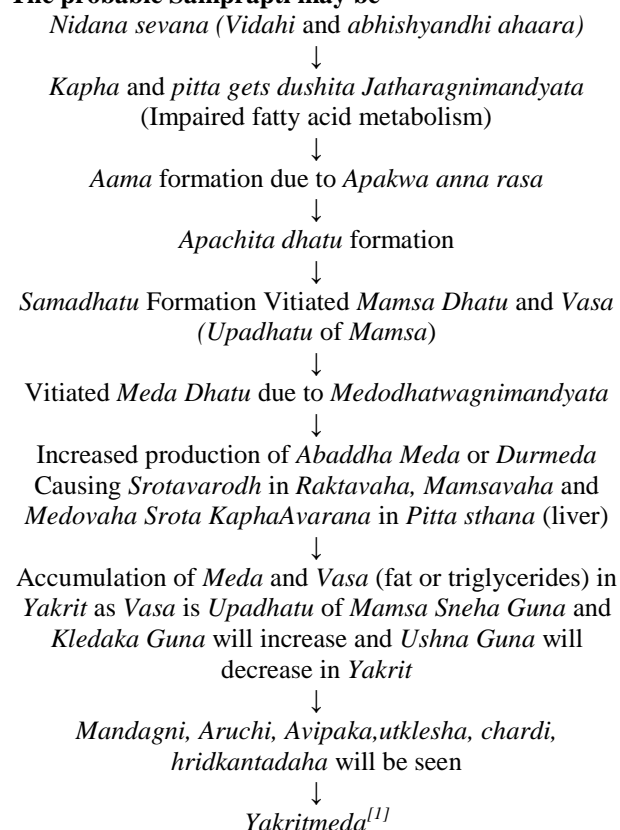 The probable Samprapti may be
Nidana sevana (Vidahi and abhishyandhi ahaara)
↓
Kapha and pitta gets dushita Jatharagnimandyata
(Impaired fatty acid metabolism)
↓
Aama formation due to Apakwa anna rasa
↓
Apachita dhatu formation
↓
Samadhatu Formation Vitiated Mamsa Dhatu and Vasa
(Upadhatu of Mamsa)
↓
Vitiated Meda Dhatu due to Medodhatwagnimandyata
↓
Increased production of Abaddha Meda or Durmeda
Causing Srotavarodh in Raktavaha, Mamsavaha and
Medovaha Srota KaphaAvarana in Pitta sthana (liver)
↓
Accumulation of Meda and Vasa (fat or triglycerides) in
Yakrit as Vasa is Upadhatu of Mamsa Sneha Guna and
Kledaka Guna will increase and Ushna Guna will
decrease in Yakrit
↓
Mandagni, Aruchi, Avipaka,utklesha, chardi,
hridkantadaha will be seen
↓
Yakritmeda[1]